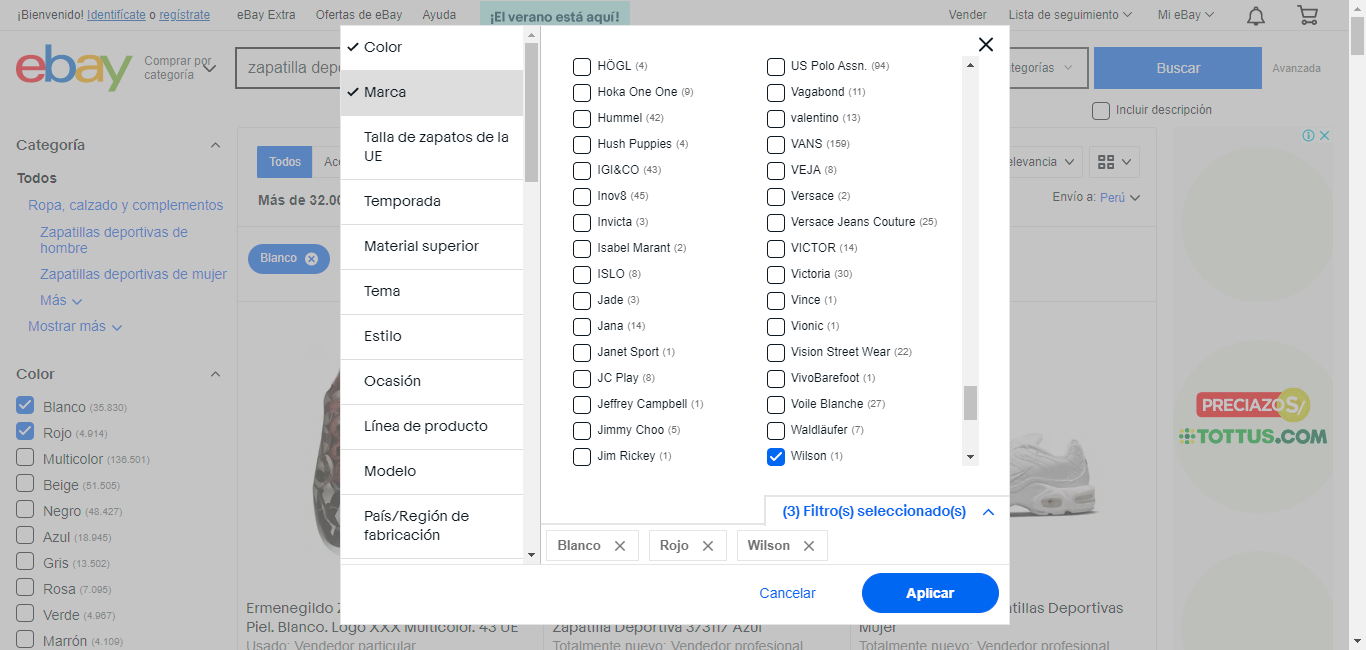 ¡Bienvenido! Identifícate o regístrate
eBay Extra
Ofertas de eBay
Ayuda
¡El verano está aquí!
Vender
Lista de seguimiento
Mi eBay
ebay
Comprar por
categoría
zapatilla
Buscar
Avanzada
Incluir descripción
Categoría
Todos
Ropa, calzado y complementos
Zapatillas deportivas de
hombre
Zapatillas deportivas de mujer
Más
Mostrar más
Color
Blanco (35.830)
Rojo (4.914)
Multicolor (136.501)
Beige (51.505)
Negro (48.427)
Azul (18.945)
Gris (13.502)
Rosa (7.095)
Verde (4.967)
Marrón (4.109)
Todos
Más de 32.00
Blanco
Envío a: Perú
Color
Marca
Talla de zapatos de la
UE
Temporada
Material superior
Tema
Estilo
Ocasión
Línea de producto
Modelo
País/Región de
fabricación
HÖGL (4)
Hoka One One (9)
Hummel (42)
Hush Puppies (4)
IGI&CO (43)
Inov8 (45)
Invicta (3)
Isabel Marant (2)
ISLO (8)
Jade (3)
Jana (14)
Janet Sport (1)
JC Play (8)
Jeffrey Campbell (1)
Jimmy Choo (5)
Jim Rickey (1)
US Polo Assn. (94)
Vagabond (11)
valentino (13)
VANS (159)
VEJA (8)
Versace (2)
Versace Jeans Couture (25)
VICTOR (14)
Victoria (30)
Vince (1)
Vionic (1)
Vision Street Wear (22)
VivoBarefoot (1)
Voile Blanche (27)
Waldläufer (7)
Wilson (1)
(3) Filtro(s) seleccionado(s)
Blanco
Rojo
Wilson
Cancelar
Aplicar
Ermenegildo
Piel. Blanco. Logo XXX Multicolor. 43 UE
Usado: Vendedor particular
Zapatilla Deportiva 373117 Azul
Totalmente nuevo: Vendedor profesional
Deportivas
Mujer
Totalmente nuevo: Vendedor profesional
PRECIAZOS/
TOTTUS.COM